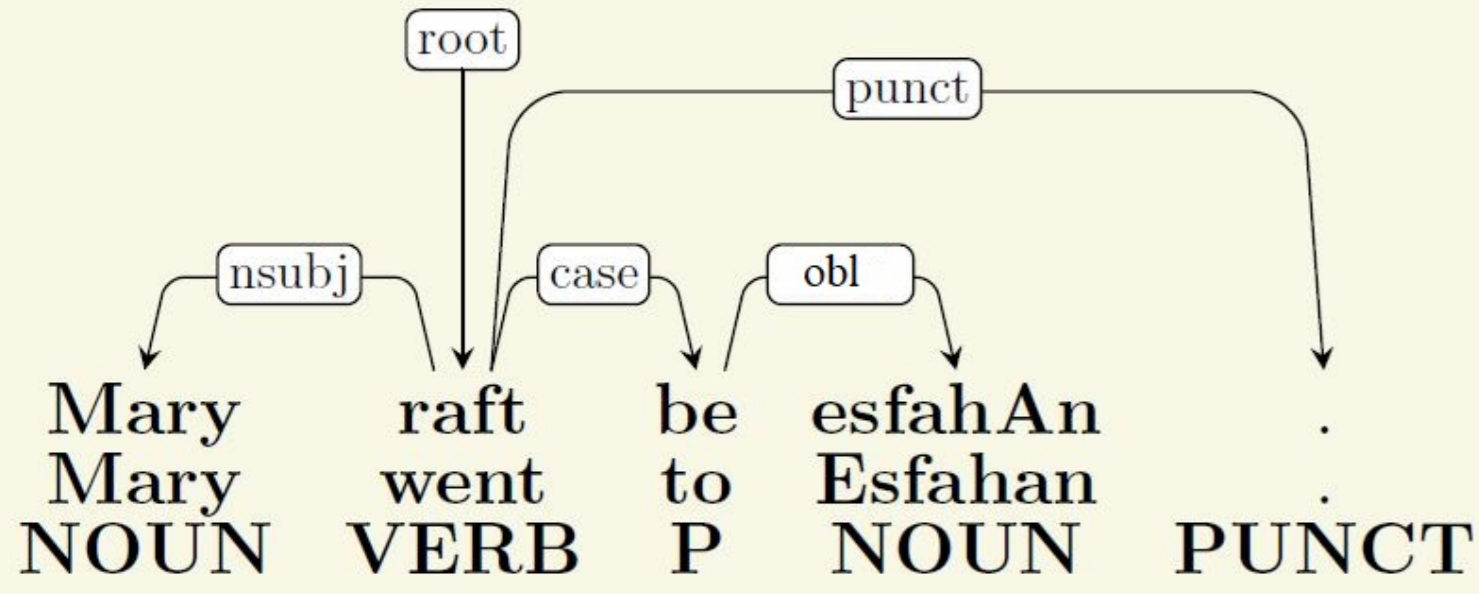 root
punct
nsubj case obl
Mary raft be esfahAn .
Mary went to Esfahan .
NOUN VERB P NOUN PUNCT